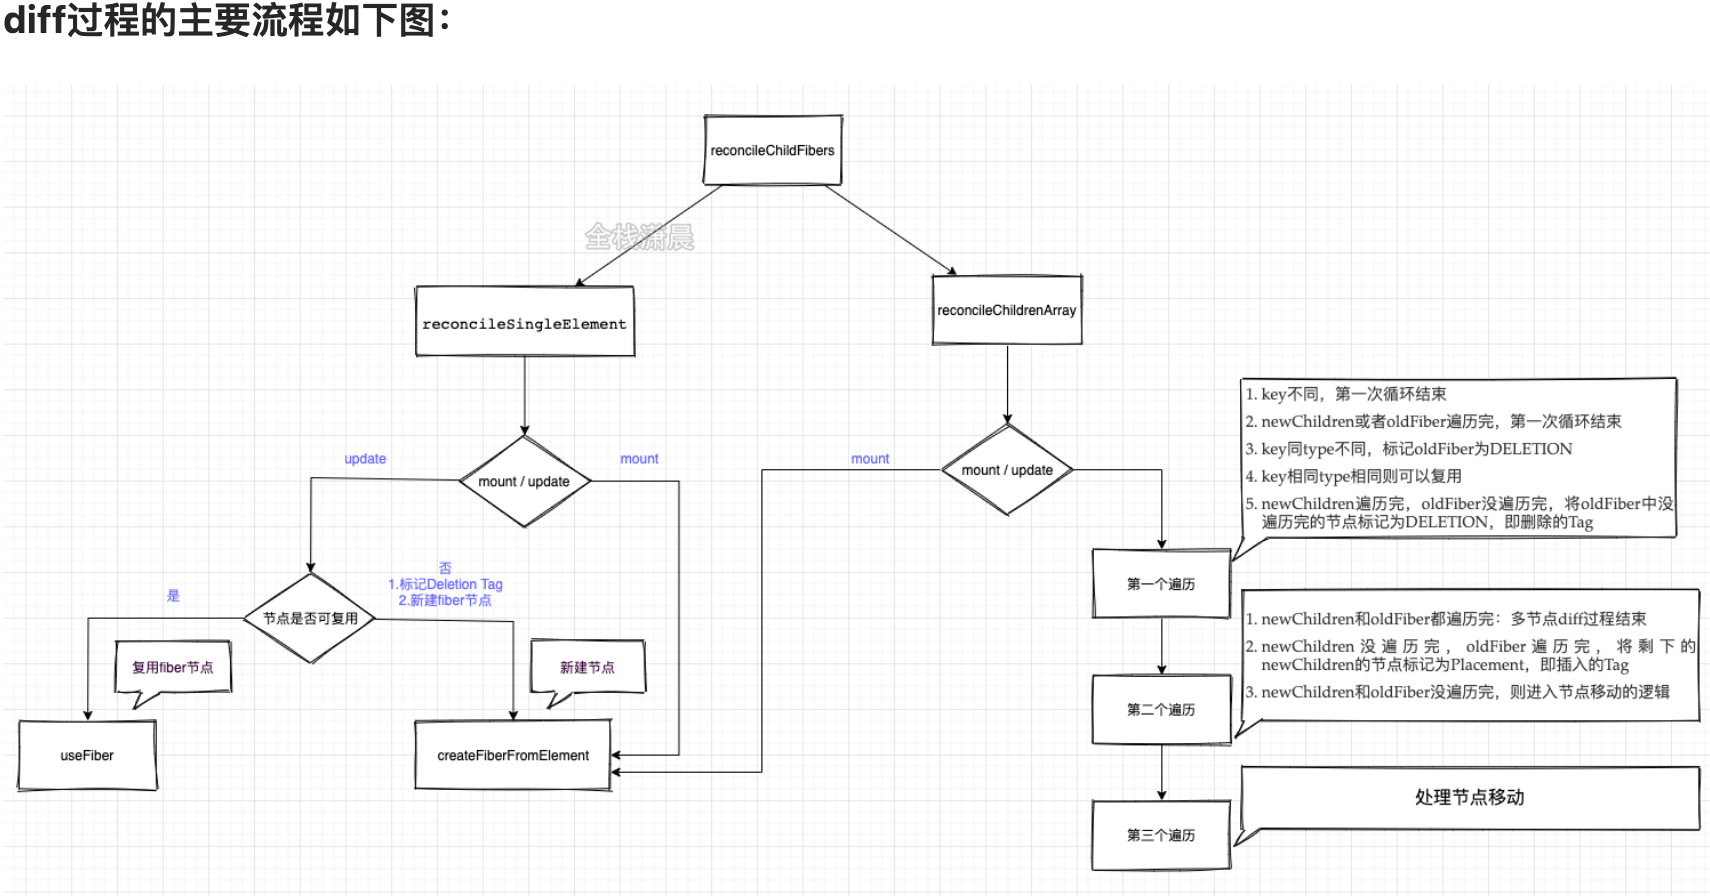 diff过程的主要流程如下图：
reconcileChildFibers
全栈潇晨
reconcileSingleElement
reconcileChildrenArray
mount / update
update
mount
mount / update
mount
1. key不同，第一次循环结束
2. newChildren或者oldFiber遍历完，第一次循环结束
3. key同type不同，标记oldFiber为DELETION
4. key相同type相同则可以复用
5. newChildren遍历完，oldFiber没遍历完，将oldFiber中没
遍历完的节点标记为DELETION，即删除的Tag
节点是否可复用
是
否
1.标记Deletion Tag
2.新建fiber节点
复用fiber节点
新建节点
useFiber
createFiberFromElement
第一个遍历
1. newChildren和oldFiber都遍历完：多节点diff过程结束
2. newChildren没遍历完，oldFiber遍历完，将剩下的
newChildren的节点标记为Placement，即插入的Tag
3. newChildren和oldFiber没遍历完，则进入节点移动的逻辑
第二个遍历
处理节点移动
第三个遍历